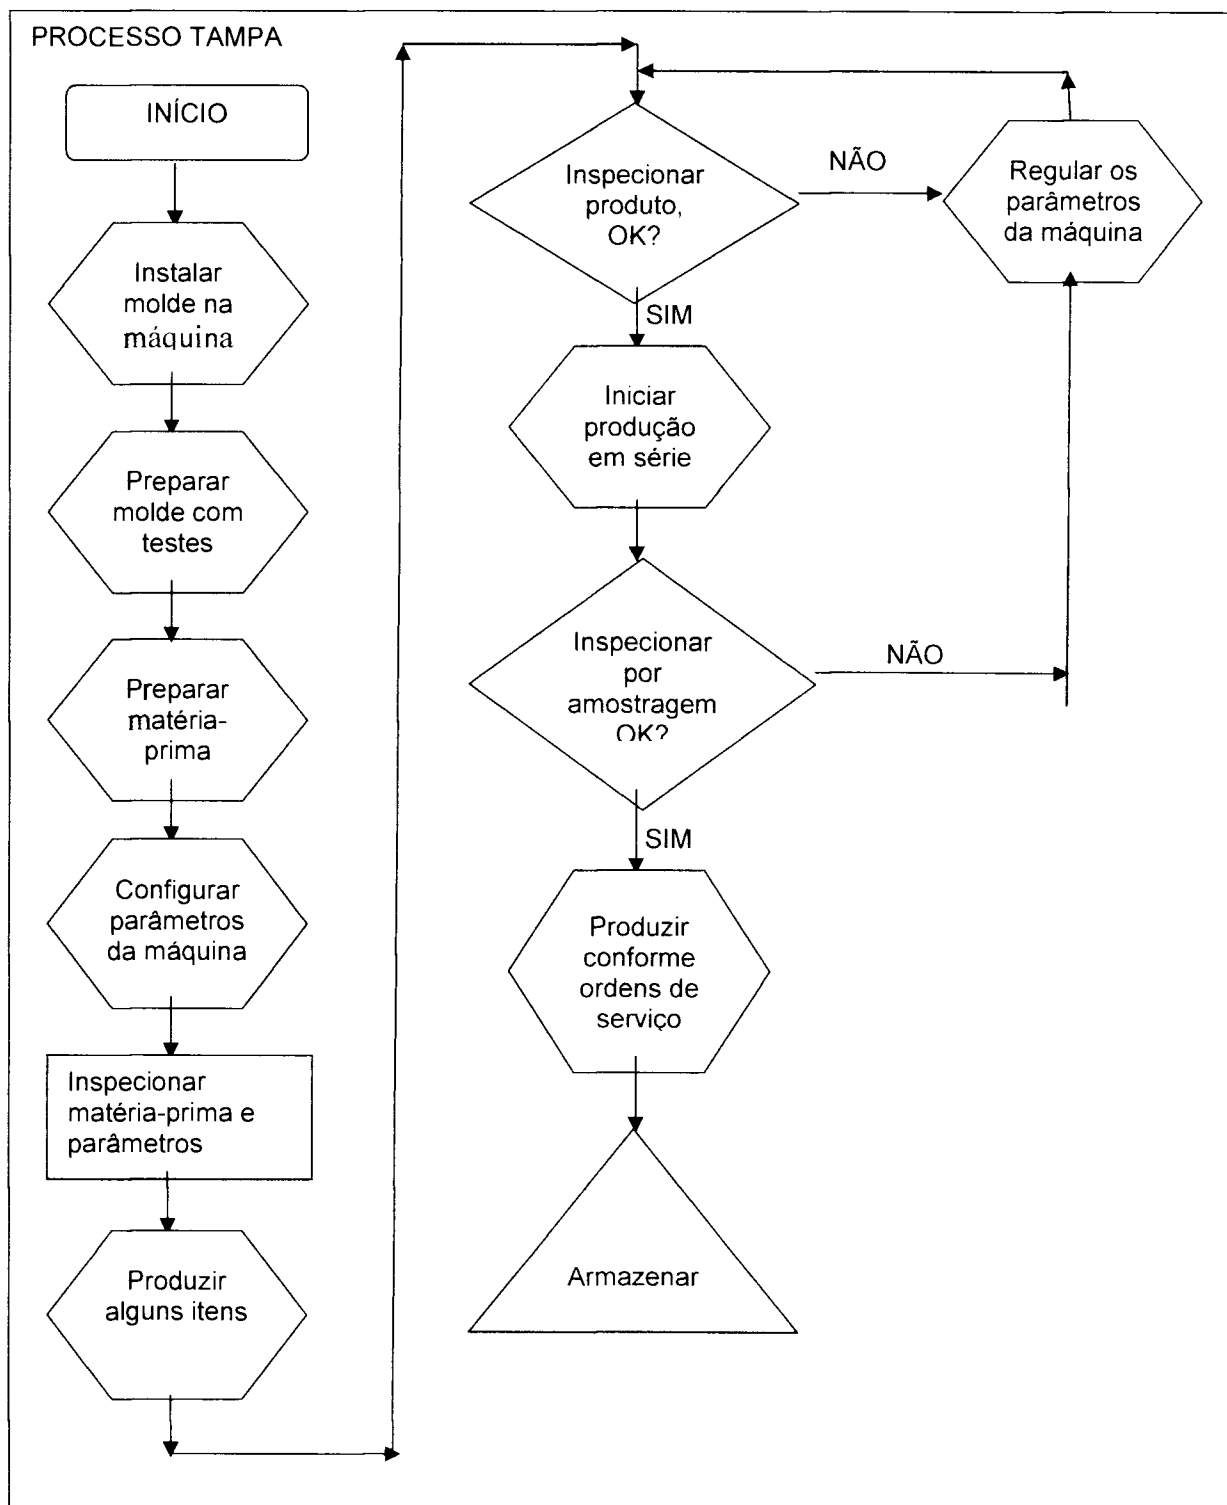 PROCESSO TAMPA
INÍCIO
Instalar
molde na
máquina
Preparar
molde com
testes
Preparar
matéria-
prima
Configurar
parâmetros
da máquina
Inspecionar
matéria-prima e
parâmetros
Produzir
alguns itens
Inspecionar
produto,
OK?
NÃO
Regular os
parâmetros
da máquina
SIM
Iniciar
produção
em série
Inspecionar
por
amostragem
OK?
NÃO
SIM
Produzir
conforme
ordens de
serviço
Armazenar